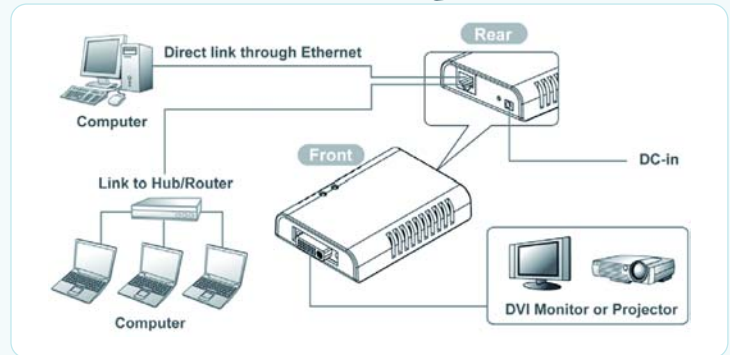 Rear
Direct link through Ethernet
Computer
Front
DC-in
Link to Hub/Router
DVI Monitor or Projector
Computer